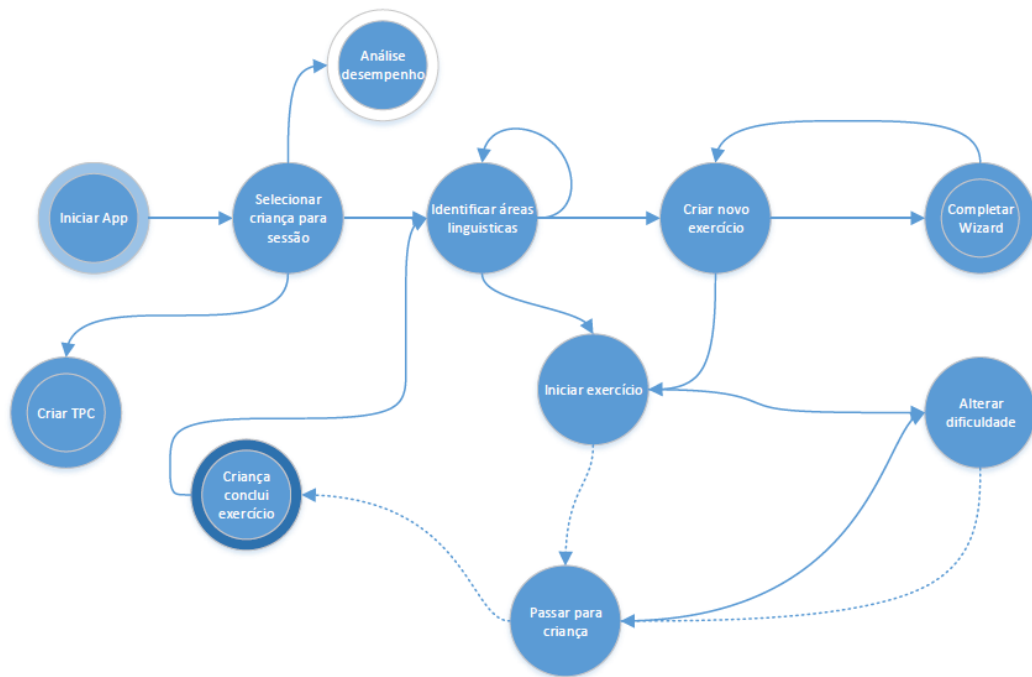 Análise
desempenho
Iniciar App
Selecionar
criança para
sessão
Identificar áreas
linguisticas
Criar novo
exercício
Completar
Wizard
Criar TPC
Iniciar exercício
Alterar
dificuldade
Criança
conclui
exercício
Passar para
criança